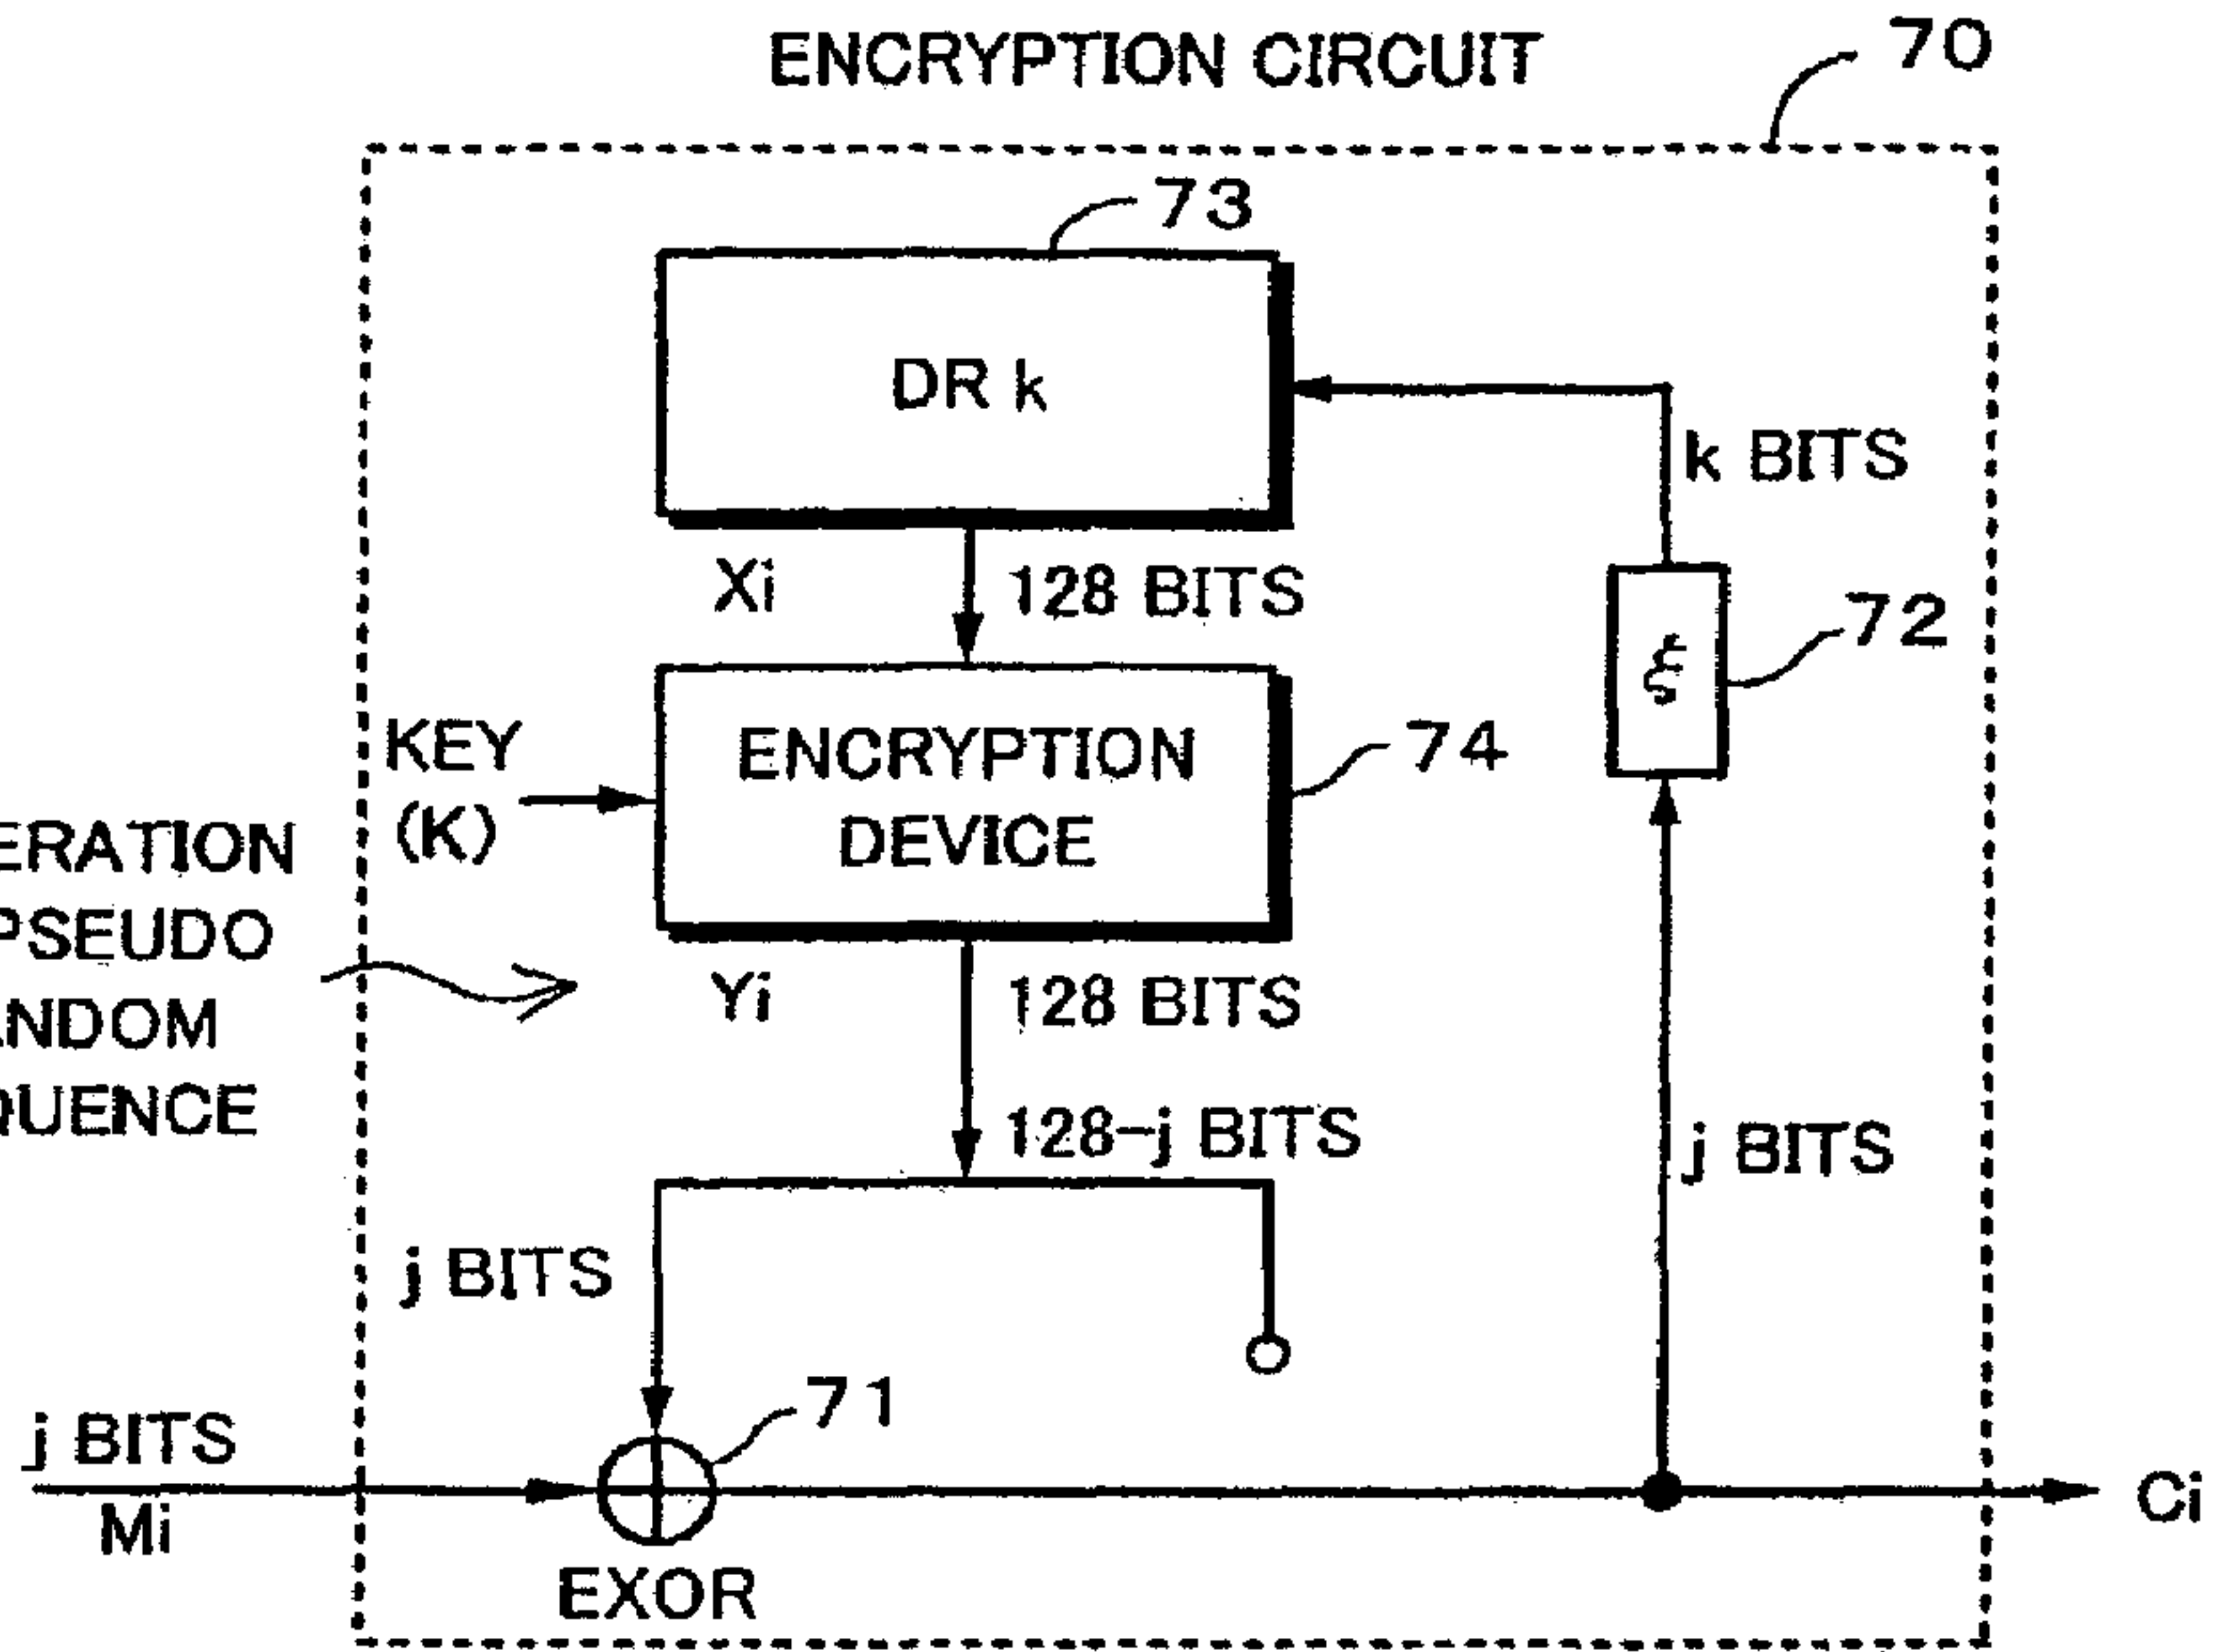 ENCRYPTION CIRCUIT
70
73
DR k
k BITS
Xi
128 BITS
ξ
72
KEY
(K)
ENCRYPTION
DEVICE
74
ERATION
PSEUDO
NDOM
QUENCE
Yi
128 BITS
128-j BITS
j BITS
j BITS
71
j BITS
Mi
EXOR
Ci